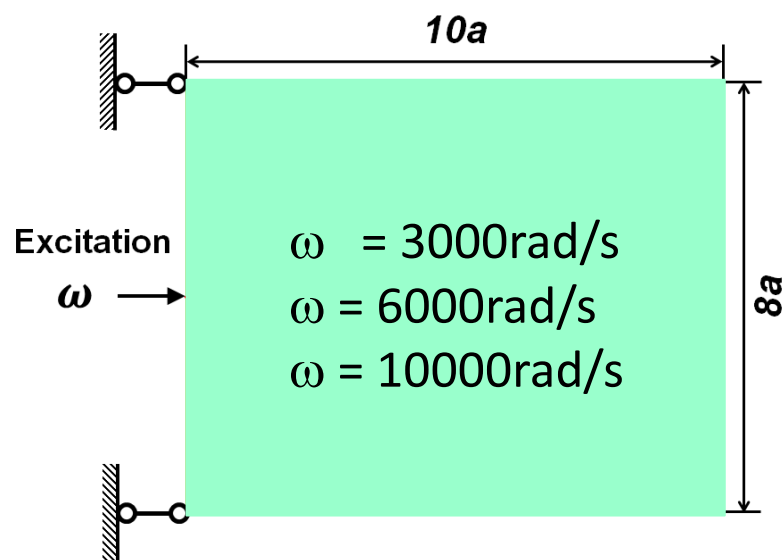 10a
Excitation
ω
ω = 3000rad/s
ω = 6000rad/s
ω = 10000rad/s
8a